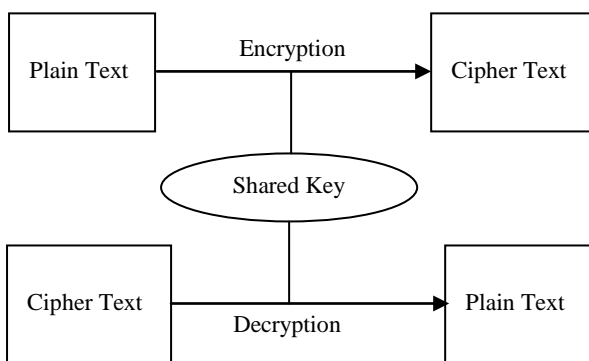 Encryption
Plain Text
Cipher Text
Shared Key
Cipher Text
Plain Text
Decryption